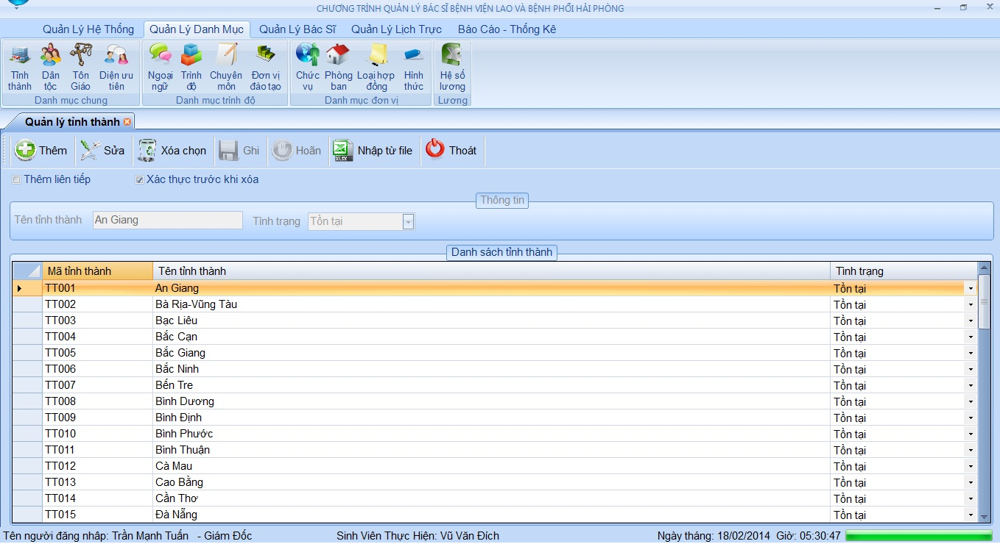 CHƯƠNG TRÌNH QUẢN LÝ BÁC SĨ BỆNH VIỆN LAO VÀ BỆNH PHỔI HẢI PHÒNG
Quản Lý Hệ Thống Quản Lý Danh Mục Quản Lý Bác Sĩ Quản Lý Lịch Trực Báo Cáo - Thống Kê
Tỉnh Dân Tôn Diện ưu Ngoại Trình Chuyên Đơn vị Chức Phòng Loại hợp Hình Hệ số
thành tộc Giáo tiên ngữ độ môn đào tạo vụ ban đồng thức lương
Danh mục chung Danh mục trình độ Danh mục đơn vị Lương
Quản lý tỉnh thành
Thêm Sửa Xóa chọn Ghi Hoãn XLSX Nhập từ file Thoát
Thêm liên tiếp Xác thực trước khi xóa
Thông tin
Tên tỉnh thành An Giang Tình trạng Tồn tại
Danh sách tỉnh thành
Mã tỉnh thành Tên tỉnh thành Tình trạng
TT001 An Giang Tồn tại
TT002 Bà Rịa-Vũng Tàu Tồn tại
TT003 Bạc Liêu Tồn tại
TT004 Bắc Cạn Tồn tại
TT005 Bắc Giang Tồn tại
TT006 Bắc Ninh Tồn tại
TT007 Bến Tre Tồn tại
TT008 Bình Dương Tồn tại
TT009 Bình Định Tồn tại
TT010 Bình Phước Tồn tại
TT011 Bình Thuận Tồn tại
TT012 Cà Mau Tồn tại
TT013 Cao Bằng Tồn tại
TT014 Cần Thơ Tồn tại
TT015 Đà Nẵng Tồn tại
Tên người đăng nhâp: Trần Mạnh Tuấn - Giám Đốc Sinh Viên Thực Hiện: Vũ Văn Đích Ngày tháng: 18/02/2014 Giờ: 05:30:47